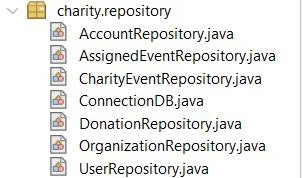 charity.repository
AccountRepository.java
AssignedEventRepository.java
CharityEventRepository.java
ConnectionDB.java
DonationRepository.java
OrganizationRepository.java
UserRepository.java